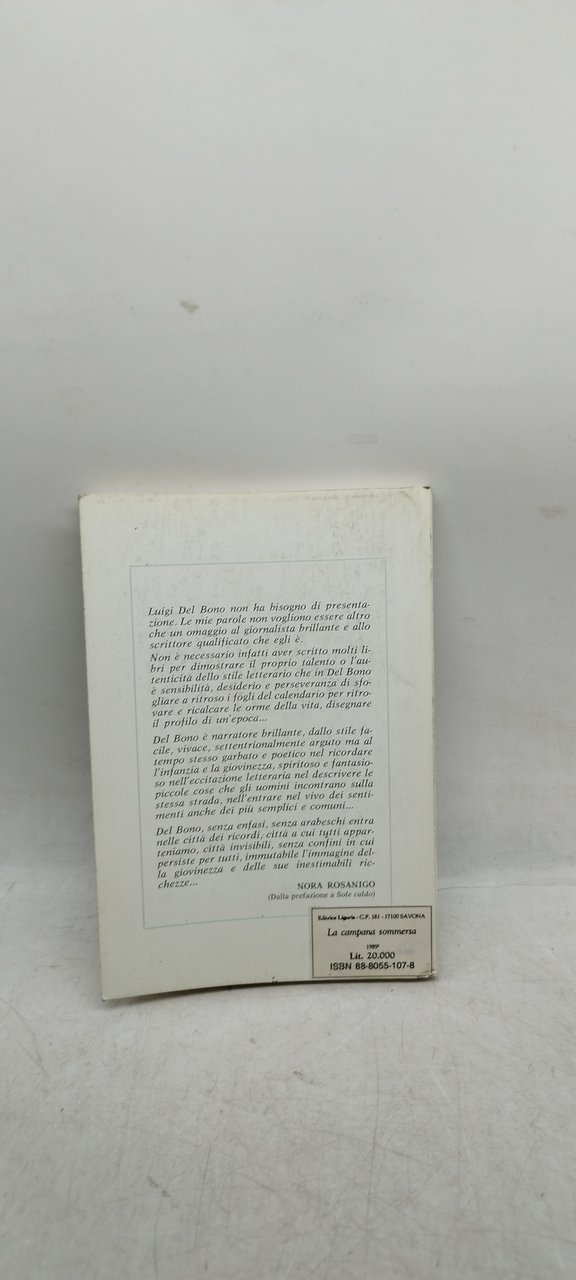 Luigi Del Bono non ha bisogno di presenta-
zione. Le mie parole non vogliono essere altro
che un omaggio al giornalista brillante e allo
scrittore qualificato che egli è.
Non è necessario infatti aver scritto molti li-
bri per dimostrare il proprio talento o l'au-
tenticità dello stile letterario che in Del Bono
è sensibilità, desiderio e perseveranza di sfo-
gliare a ritroso i fogli del calendario per ritro-
vare e ricalcare le orme della vita, disegnare
il profilo di un'epoca...
Del Bono è narratore brillante, dallo stile fa-
cile, vivace, settentrionalmente arguto ma al
tempo stesso garbato e poetico nel ricordare
l'infanzia e la giovinezza, spiritoso e fantasio-
so nell'eccitazione letteraria nel descrivere le
piccole cose che gli uomini incontrano sulla
stessa strada, nell'entrare nel vivo dei senti-
menti anche dei più semplici e comuni...
Del Bono, senza enfasi, senza arabeschi entra
nelle città dei ricordi, città a cui tutti appar-
teniamo, città invisibili, senza confini in cui
persiste per tutti, immutabile l'immagine del-
la giovinezza e delle sue inestimabili ric-
chezze...
NORA ROSANIGO
(Dalla prefazione a Sole caldo)
Editrice Liguria - C.P. 181 - 17100 SAVONA
La campana sommersa
1989
Lit. 20.000
ISBN 88-8055-107-8